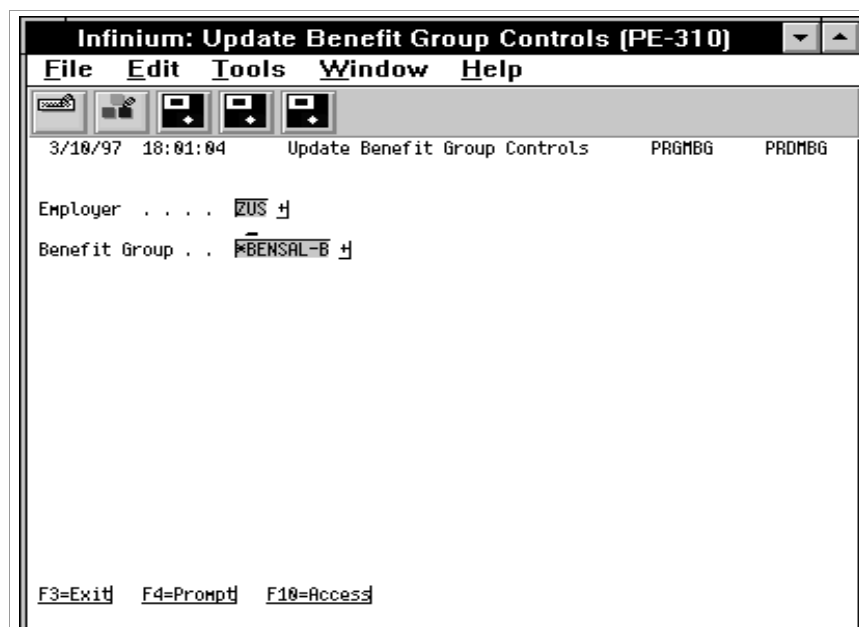 Infinium: Update Benefit Group Controls (PE-310)
File Edit Tools Window Help
3/10/97 18:01:04 Update Benefit Group Controls PRGMBG PRDMBG
Employer . . . . ZUS +
Benefit Group . . *BENSAL-B +
F3=Exit F4=Prompt F10=Access